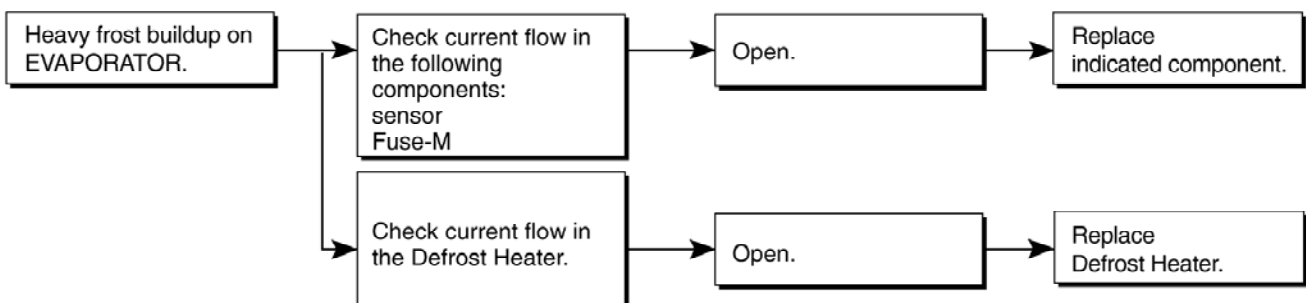 Heavy frost buildup on
EVAPORATOR.
Check current flow in
the following
components:
sensor
Fuse-M
Open.
Replace
indicated component.
Check current flow in
the Defrost Heater.
Open.
Replace
Defrost Heater.